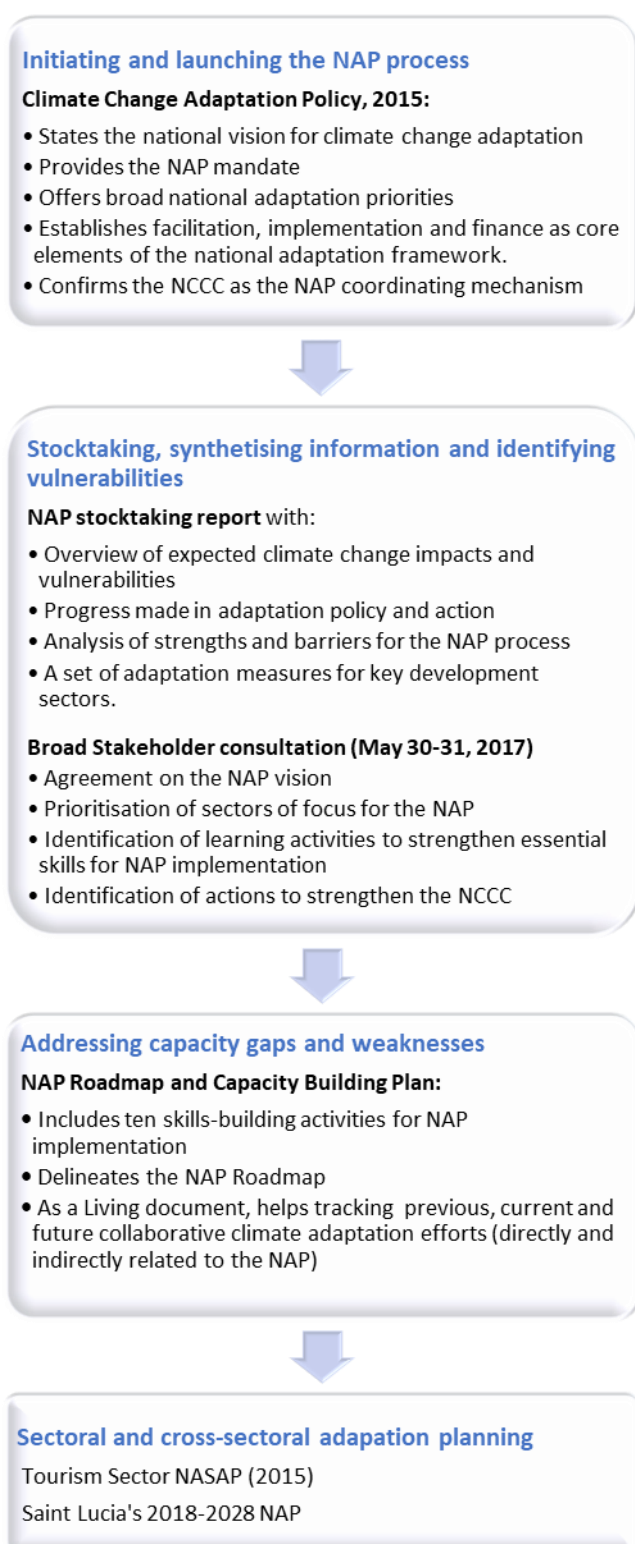 Initiating and launching the NAP process
Climate Change Adaptation Policy, 2015:
• States the national vision for climate change adaptation
• Provides the NAP mandate
• Offers broad national adaptation priorities
• Establishes facilitation, implementation and finance as core
elements of the national adaptation framework.
• Confirms the NCCC as the NAP coordinating mechanism
Stocktaking, synthetising information and identifying
vulnerabilities
NAP stocktaking report with:
• Overview of expected climate change impacts and
vulnerabilities
• Progress made in adaptation policy and action
• Analysis of strengths and barriers for the NAP process
• A set of adaptation measures for key development
sectors.
Broad Stakeholder consultation (May 30-31, 2017)
• Agreement on the NAP vision
• Prioritisation of sectors of focus for the NAP
• Identification of learning activities to strengthen essential
skills for NAP implementation
• Identification of actions to strengthen the NCCC
Addressing capacity gaps and weaknesses
NAP Roadmap and Capacity Building Plan:
• Includes ten skills-building activities for NAP
implementation
• Delineates the NAP Roadmap
• As a Living document, helps tracking previous, current and
future collaborative climate adaptation efforts (directly and
indirectly related to the NAP)
Sectoral and cross-sectoral adapation planning
Tourism Sector NASAP (2015)
Saint Lucia's 2018-2028 NAP